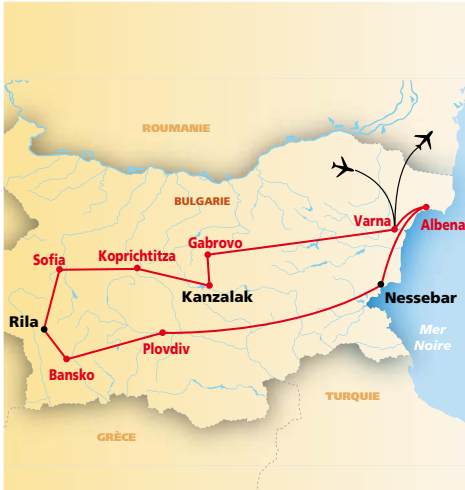 ROUMANIE
BULGARIE
Varna
Albena
Gabrovo
Koprichtitza
Sofia
Kanzalak
Nessebar
Rila
Mer
Noire
Plovdiv
Bansko
TURQUIE
GRÈCE